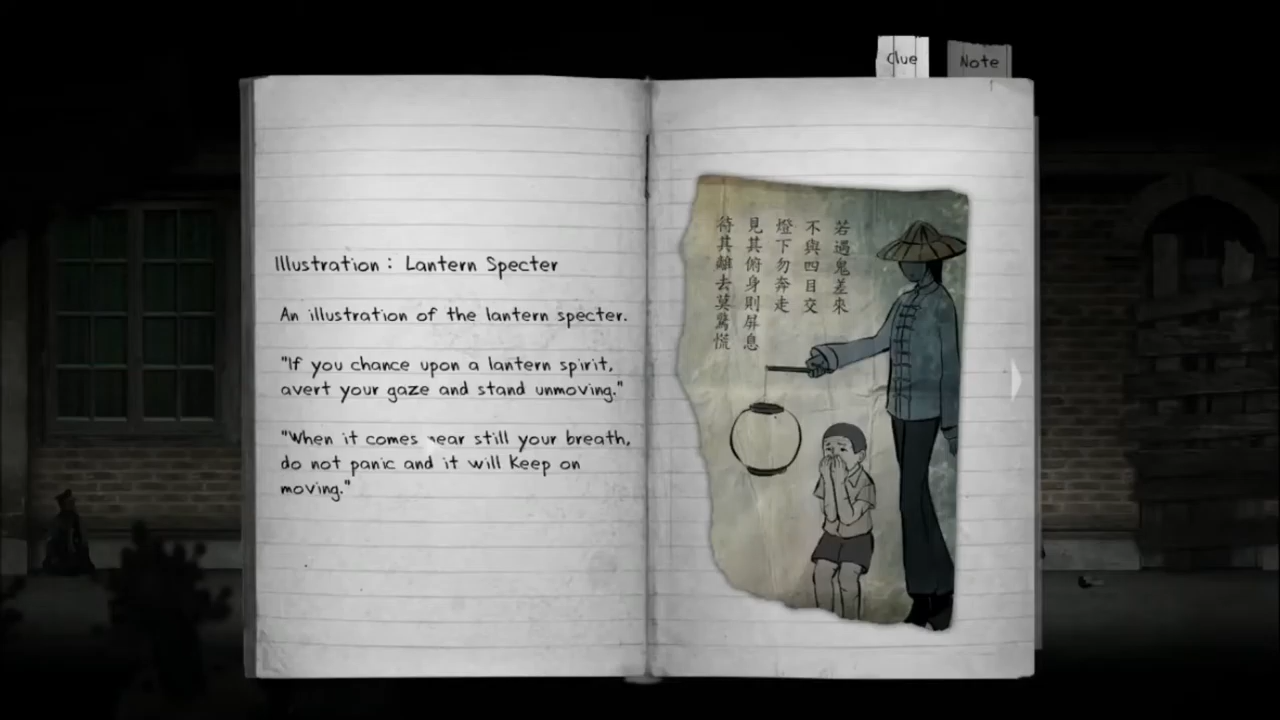 Clue
Note
Illustration : Lantern Specter
An illustration of the lantern specter.
"If you chance upon a lantern spirit,
avert your gaze and stand unmoving."
"When it comes near still your breath,
do not panic and it will keep on
moving."
若遇鬼差來
不與四目交
燈下勿奔走
見其俯身則屏息
待其離去莫驚慌